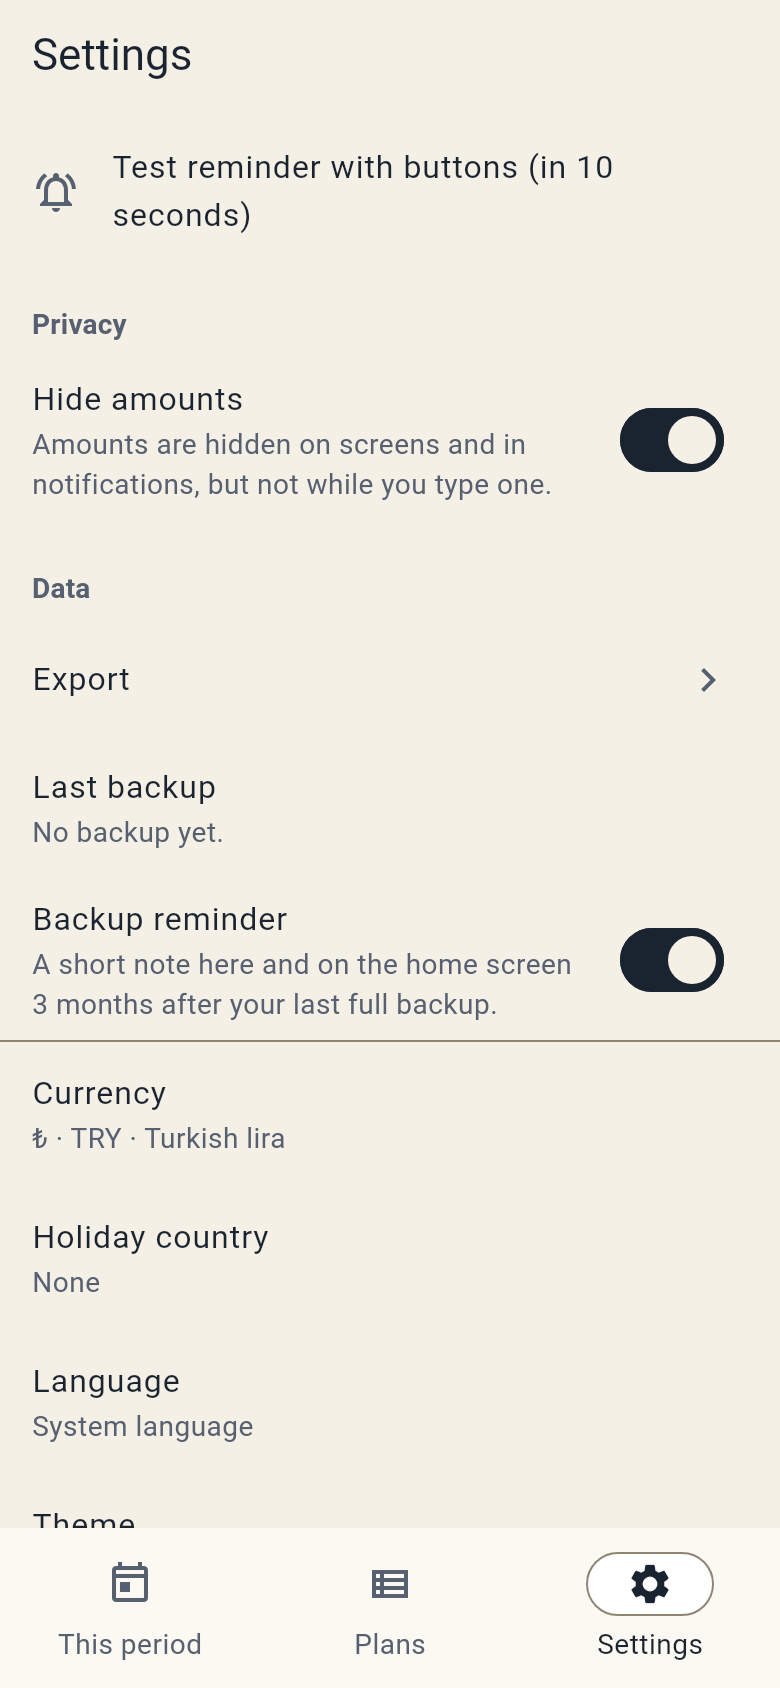 Settings
Test reminder with buttons (in 10
seconds)
Privacy
Hide amounts
Amounts are hidden on screens and in
notifications, but not while you type one.
Data
Export
Last backup
No backup yet.
Backup reminder
A short note here and on the home screen
3 months after your last full backup.
Currency
₺ · TRY · Turkish lira
Holiday country
None
Language
System language
Theme
This period
Plans
Settings